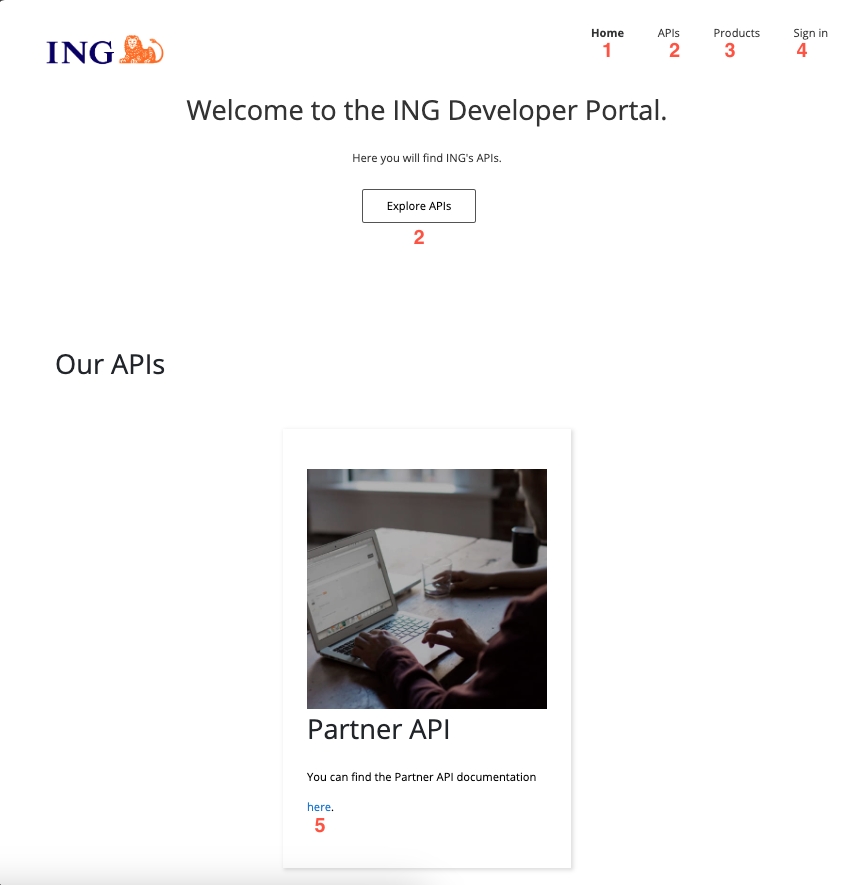 ING
Home APIs Products Sign in
1 2 3 4
Welcome to the ING Developer Portal.
Here you will find ING's APIs.
Explore APIs
2
Our APIs
Partner API
You can find the Partner API documentation
here.
5